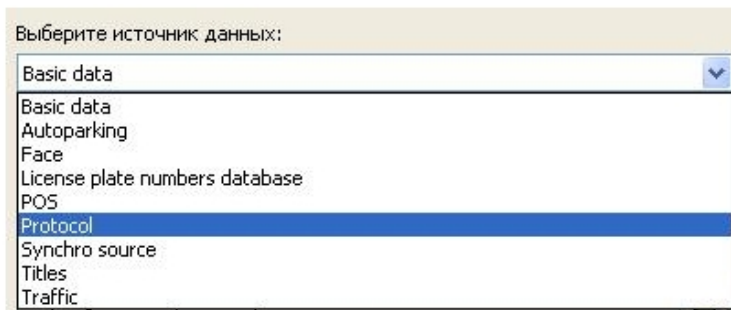 Выберите источник данных:
Basic data
Basic data
Autoparking
Face
License plate numbers database
POS
Protocol
Synchro source
Titles
Traffic